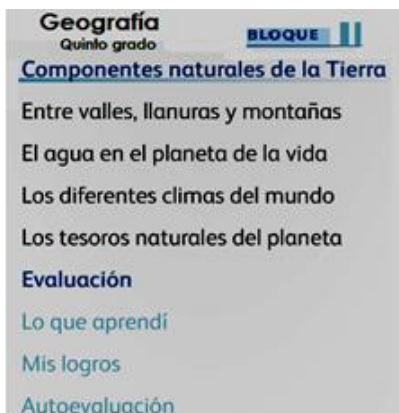 Geografía
Quinto grado
BLOQUE II
Componentes naturales de la Tierra
Entre valles, llanuras y montañas
El agua en el planeta de la vida
Los diferentes climas del mundo
Los tesoros naturales del planeta
Evaluación
Lo que aprendí
Mis logros
Autoevaluación